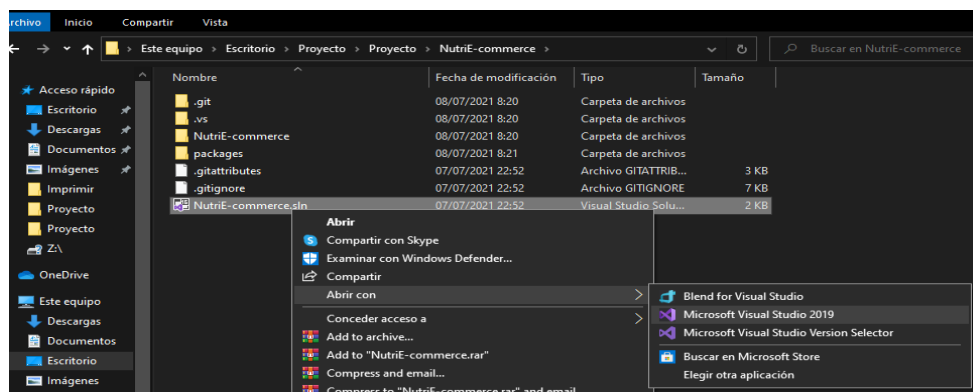 Archivo Inicio Compartir Vista
Este equipo > Escritorio > Proyecto > Proyecto > NutriE-commerce >
Buscar en NutriE-commerce
Nombre Fecha de modificación Tipo Tamaño
Acceso rápido
Escritorio
Descargas
Documentos
Imágenes
Imprimir
Proyecto
Proyecto
Z:\
OneDrive
Este equipo
Descargas
Documentos
Escritorio
Imágenes
.git 08/07/2021 8:20 Carpeta de archivos
.vs 08/07/2021 8:20 Carpeta de archivos
NutriE-commerce 08/07/2021 8:20 Carpeta de archivos
packages 08/07/2021 8:21 Carpeta de archivos
.gitattributes 07/07/2021 22:52 Archivo GITATTRIB... 3 KB
.gitignore 07/07/2021 22:52 Archivo GITIGNORE 7 KB
NutriE-commerce.sln 07/07/2021 22:52 Visual Studio Solu... 2 KB
Abrir
Compartir con Skype
Examinar con Windows Defender...
Compartir
Abrir con
Conceder acceso a
Add to archive...
Add to "NutriE-commerce.rar"
Compress and email...
Compress to "NutriE-commerce.rar" and email
Blend for Visual Studio
Microsoft Visual Studio 2019
Microsoft Visual Studio Version Selector
Buscar en Microsoft Store
Elegir otra aplicación